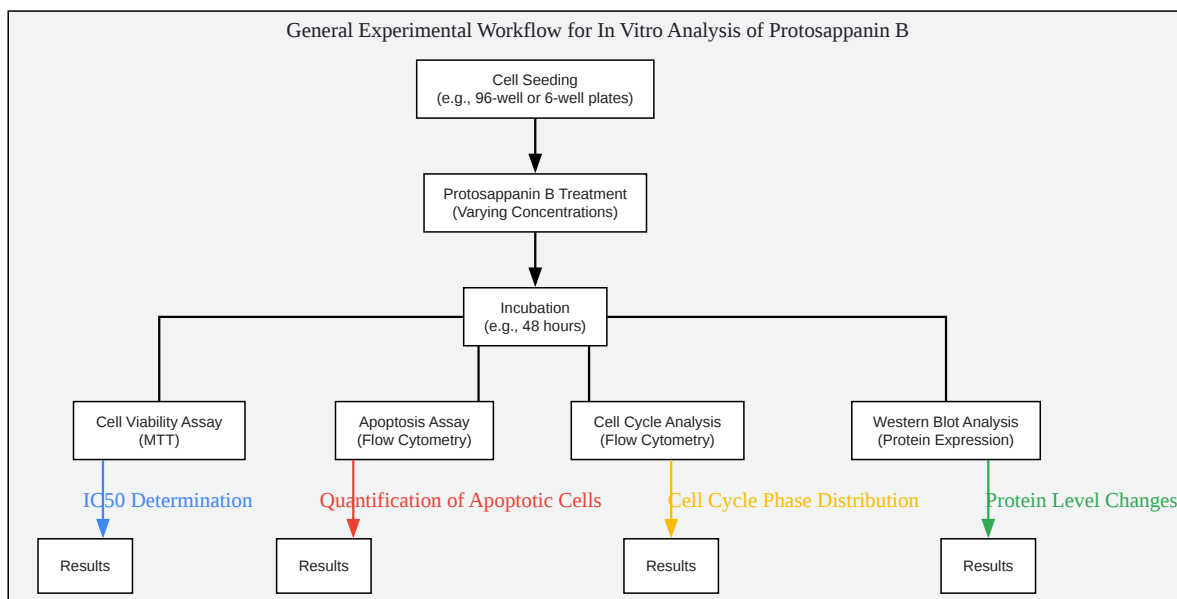 General Experimental Workflow for In Vitro Analysis of Protosappanin B
Cell Seeding
(e.g., 96-well or 6-well plates)
Protosappanin B Treatment
(Varying Concentrations)
Incubation
(e.g., 48 hours)
Cell Viability Assay
(MTT)
Apoptosis Assay
(Flow Cytometry)
Cell Cycle Analysis
(Flow Cytometry)
Western Blot Analysis
(Protein Expression)
IC50 Determination
Quantification of Apoptotic Cells
Cell Cycle Phase Distribution
Protein Level Changes
Results
Results
Results
Results